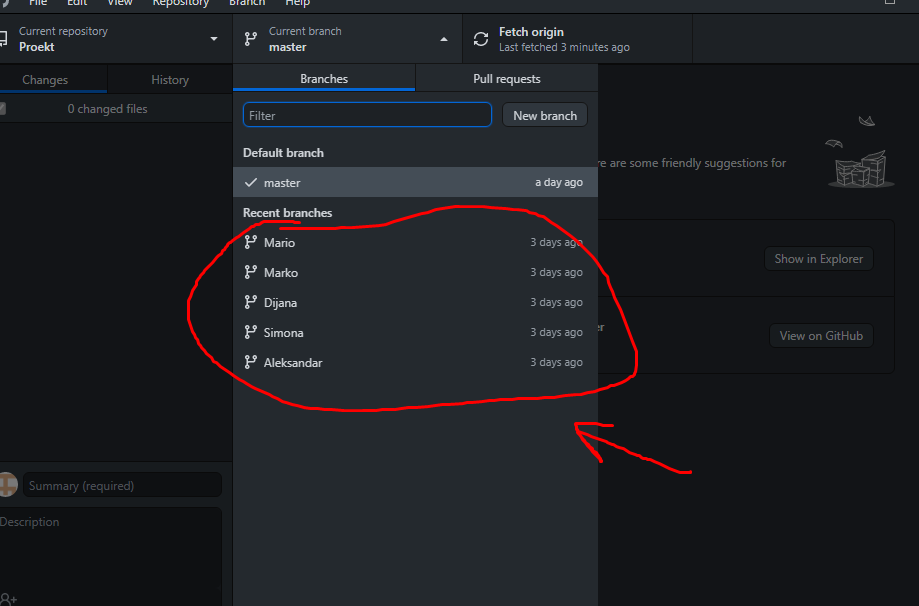 File Edit View Repository Branch Help
Current repository
Proekt
Current branch
master
Fetch origin
Last fetched 3 minutes ago
Changes History
0 changed files
Branches Pull requests
Filter New branch
Default branch
master a day ago
Recent branches
Mario 3 days ago
Marko 3 days ago
Dijana 3 days ago
Simona 3 days ago
Aleksandar 3 days ago
re are some friendly suggestions for
Show in Explorer
er
View on GitHub
Summary (required)
Description